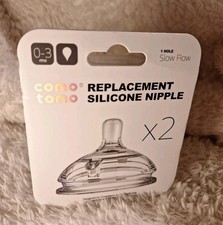 0-3
mo
1 HOLE
Slow Flow
como
tomo
REPLACEMENT
SILICONE NIPPLE
X2